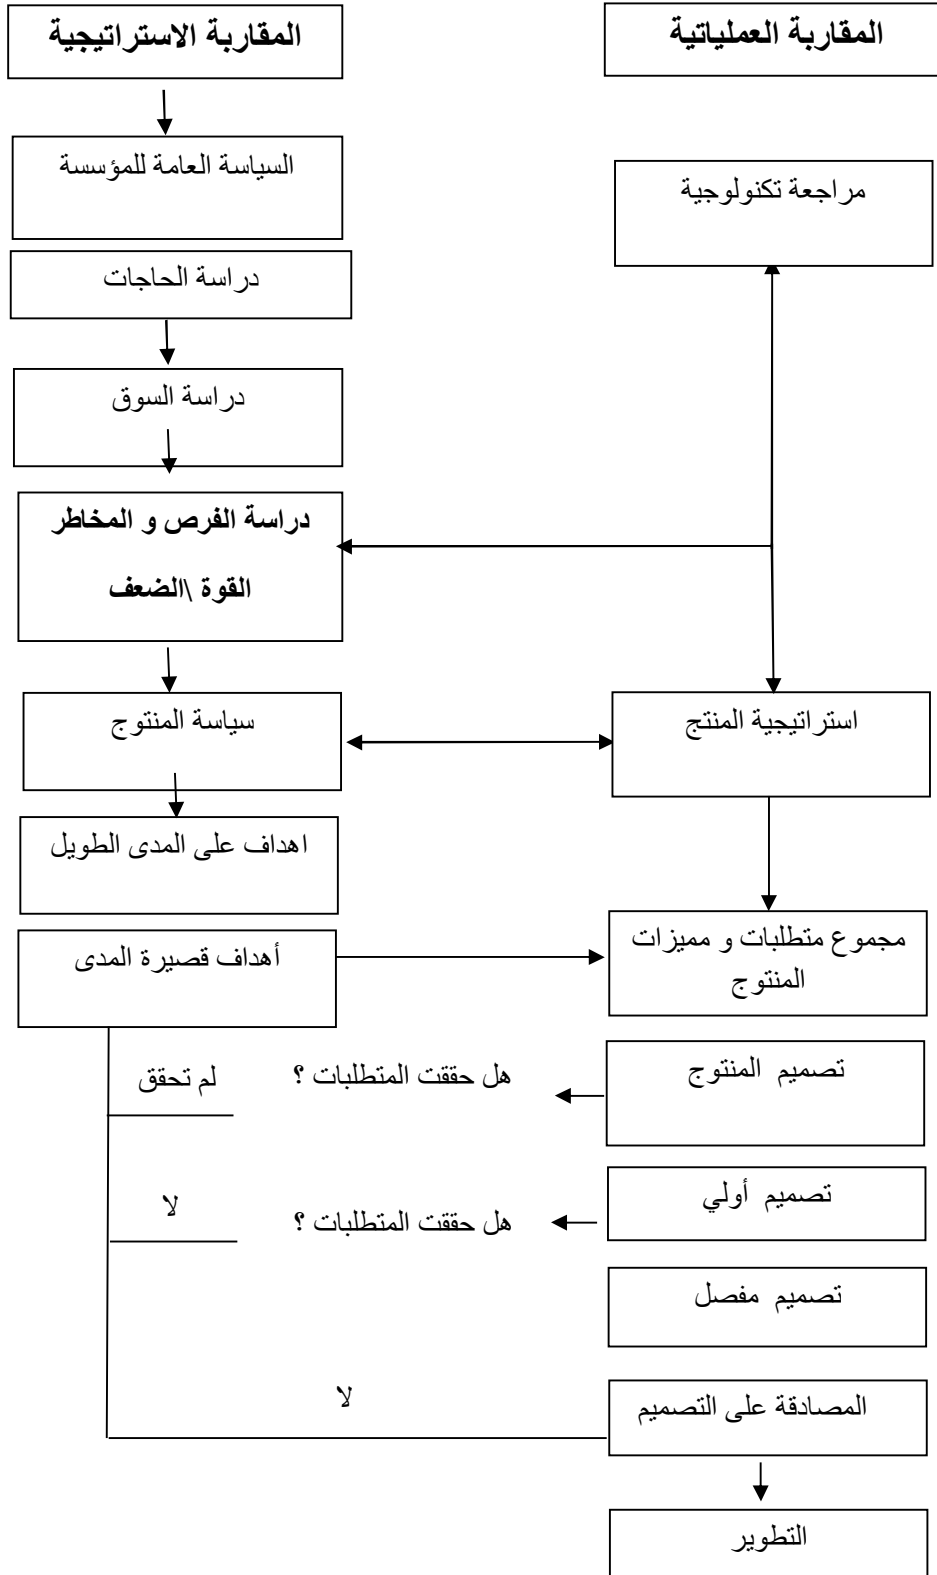 المقاربة الاستراتيجية
المقاربة العملياتية
السياسة العامة للمؤسسة
مراجعة تكنولوجية
دراسة الحاجات
دراسة السوق
دراسة الفرص و المخاطر
القوة \الضعف
سياسة المنتوج
استراتيجية المنتج
اهداف على المدى الطويل
أهداف قصيرة المدى
مجموع متطلبات و مميزات
المنتوج
تصميم المنتوج
هل حققت المتطلبات ؟
لم تحقق
تصميم أولي
هل حققت المتطلبات ؟
لا
تصميم مفصل
لا
المصادقة على التصميم
التطوير